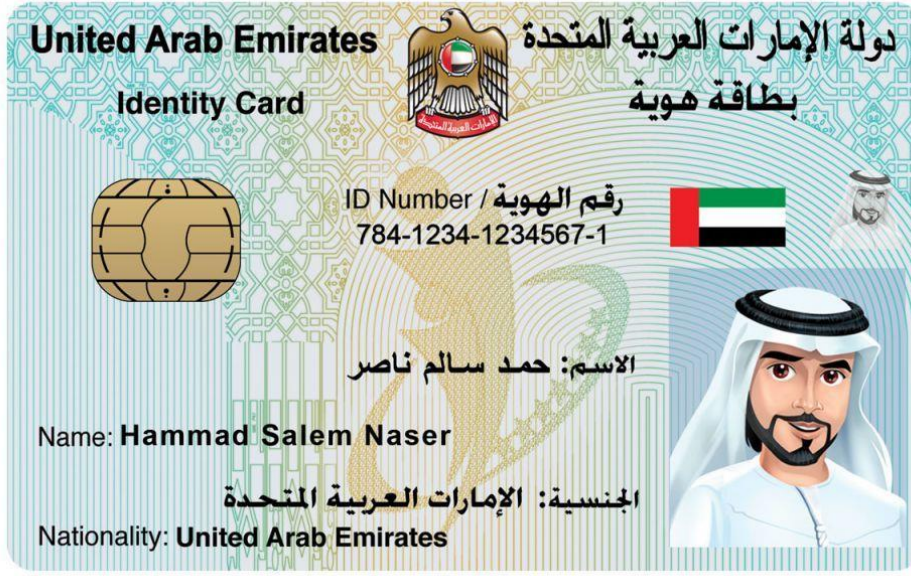 United Arab Emirates دولة الإمارات العربية المتحدة
Identity Card بطاقة هوية
ID Number / رقم الهوية
784-1234-1234567-1
الاسم: حمد سالم ناصر
Name: Hammad Salem Naser
الجنسية: الإمارات العربية المتحدة
Nationality: United Arab Emirates